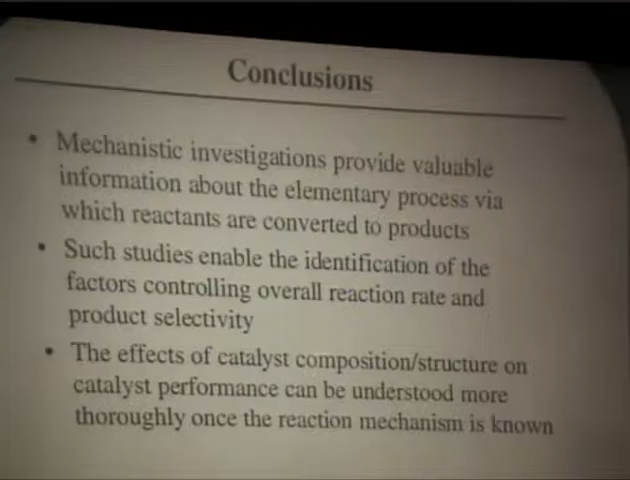 Conclusions
• Mechanistic investigations provide valuable
information about the elementary process via
which reactants are converted to products
• Such studies enable the identification of the
factors controlling overall reaction rate and
product selectivity
• The effects of catalyst composition/structure on
catalyst performance can be understood more
thoroughly once the reaction mechanism is known